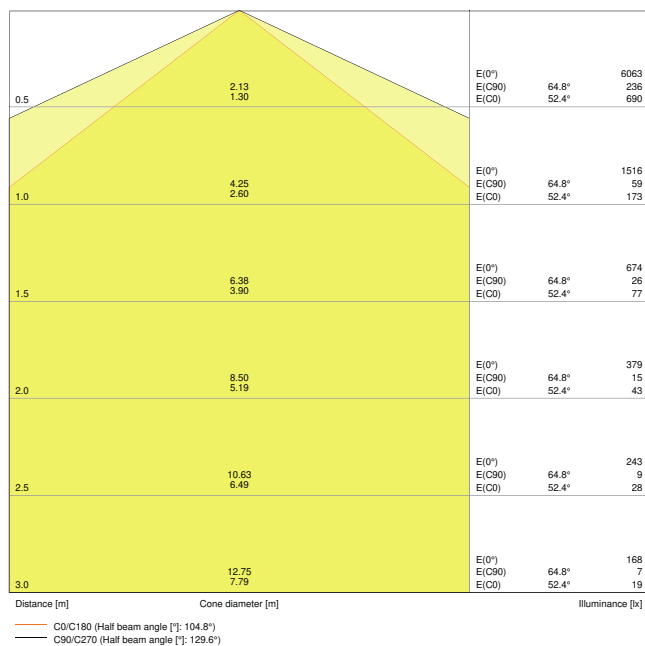 E(0°) 6063
2.13 E(C90) 64.8° 236
0.5 1.30 E(C0) 52.4° 690
E(0°) 1516
4.25 E(C90) 64.8° 59
1.0 2.60 E(C0) 52.4° 173
E(0°) 674
6.38 E(C90) 64.8° 26
1.5 3.90 E(C0) 52.4° 77
E(0°) 379
8.50 E(C90) 64.8° 15
2.0 5.19 E(C0) 52.4° 43
E(0°) 243
10.63 E(C90) 64.8° 9
2.5 6.49 E(C0) 52.4° 28
E(0°) 168
12.75 E(C90) 64.8° 7
3.0 7.79 E(C0) 52.4° 19
Distance [m] Cone diameter [m] Illuminance [lx]
C0/C180 (Half beam angle [°]: 104.8°)
C90/C270 (Half beam angle [°]: 129.6°)